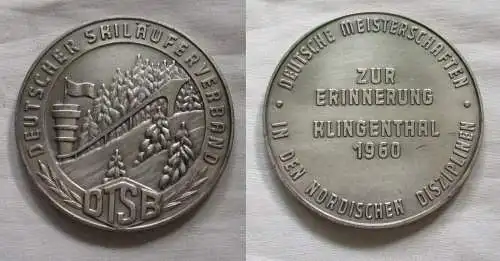 DEUTSCHER SKILÄUFERVERBAND
DTSB
· DEUTSCHE MEISTERSCHAFTEN ·
ZUR
ERINNERUNG
KLINGENTHAL
1960
IN DEN NORDISCHEN DISZIPLINEN